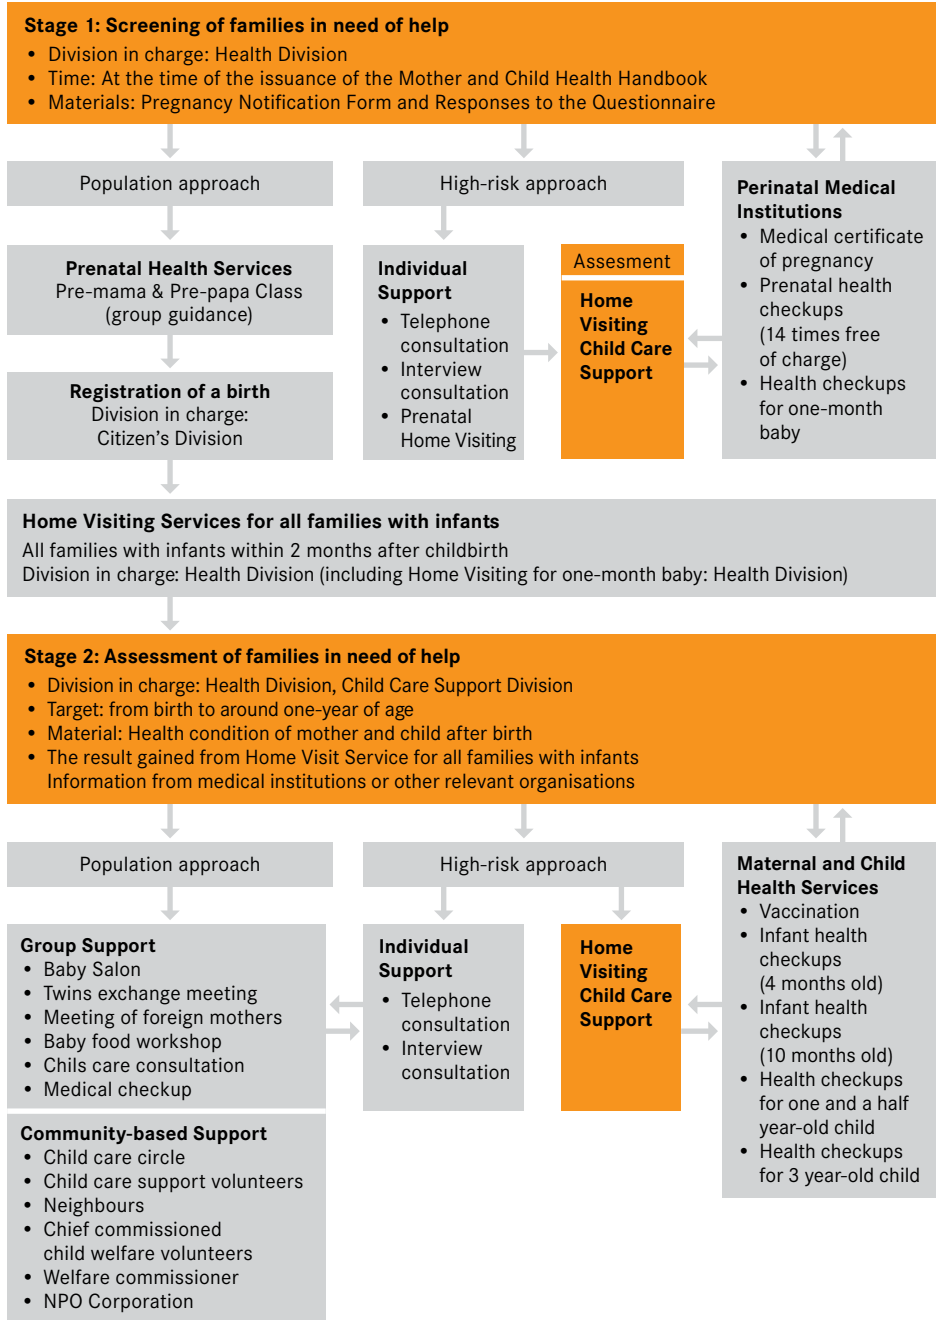 Stage 1: Screening of families in need of help
• Division in charge: Health Division
• Time: At the time of the issuance of the Mother and Child Health Handbook
• Materials: Pregnancy Notification Form and Responses to the Questionnaire
Population approach
High-risk approach
Prenatal Health Services
Pre-mama & Pre-papa Class
(group guidance)
Registration of a birth
Division in charge:
Citizen’s Division
Individual
Support
• Telephone
consultation
• Interview
consultation
• Prenatal
Home Visiting
Assesment
Home
Visiting
Child Care
Support
Perinatal Medical
Institutions
• Medical certificate
of pregnancy
• Prenatal health
checkups
(14 times free
of charge)
• Health checkups
for one-month
baby
Home Visiting Services for all families with infants
All families with infants within 2 months after childbirth
Division in charge: Health Division (including Home Visiting for one-month baby: Health Division)
Stage 2: Assessment of families in need of help
• Division in charge: Health Division, Child Care Support Division
• Target: from birth to around one-year of age
• Material: Health condition of mother and child after birth
• The result gained from Home Visit Service for all families with infants
Information from medical institutions or other relevant organisations
Population approach
High-risk approach
Group Support
• Baby Salon
• Twins exchange meeting
• Meeting of foreign mothers
• Baby food workshop
• Chils care consultation
• Medical checkup
Community-based Support
• Child care circle
• Child care support volunteers
• Neighbours
• Chief commissioned
child welfare volunteers
• Welfare commissioner
• NPO Corporation
Individual
Support
• Telephone
consultation
• Interview
consultation
Home
Visiting
Child Care
Support
Maternal and Child
Health Services
• Vaccination
• Infant health
checkups
(4 months old)
• Infant health
checkups
(10 months old)
• Health checkups
for one and a half
year-old child
• Health checkups
for 3 year-old child